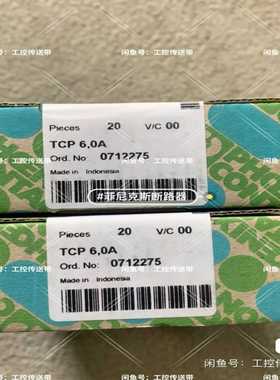 闲鱼号：工控传送带
Pieces 20 V/C 00
TCP 6,0A
Ord. No 0712275
Made in Indonesia
#菲尼克斯断路器
Pieces 20 V/C 00
TCP 6,0A
Ord. No: 0712275
Made in Indonesia
闲鱼号：工控传送带